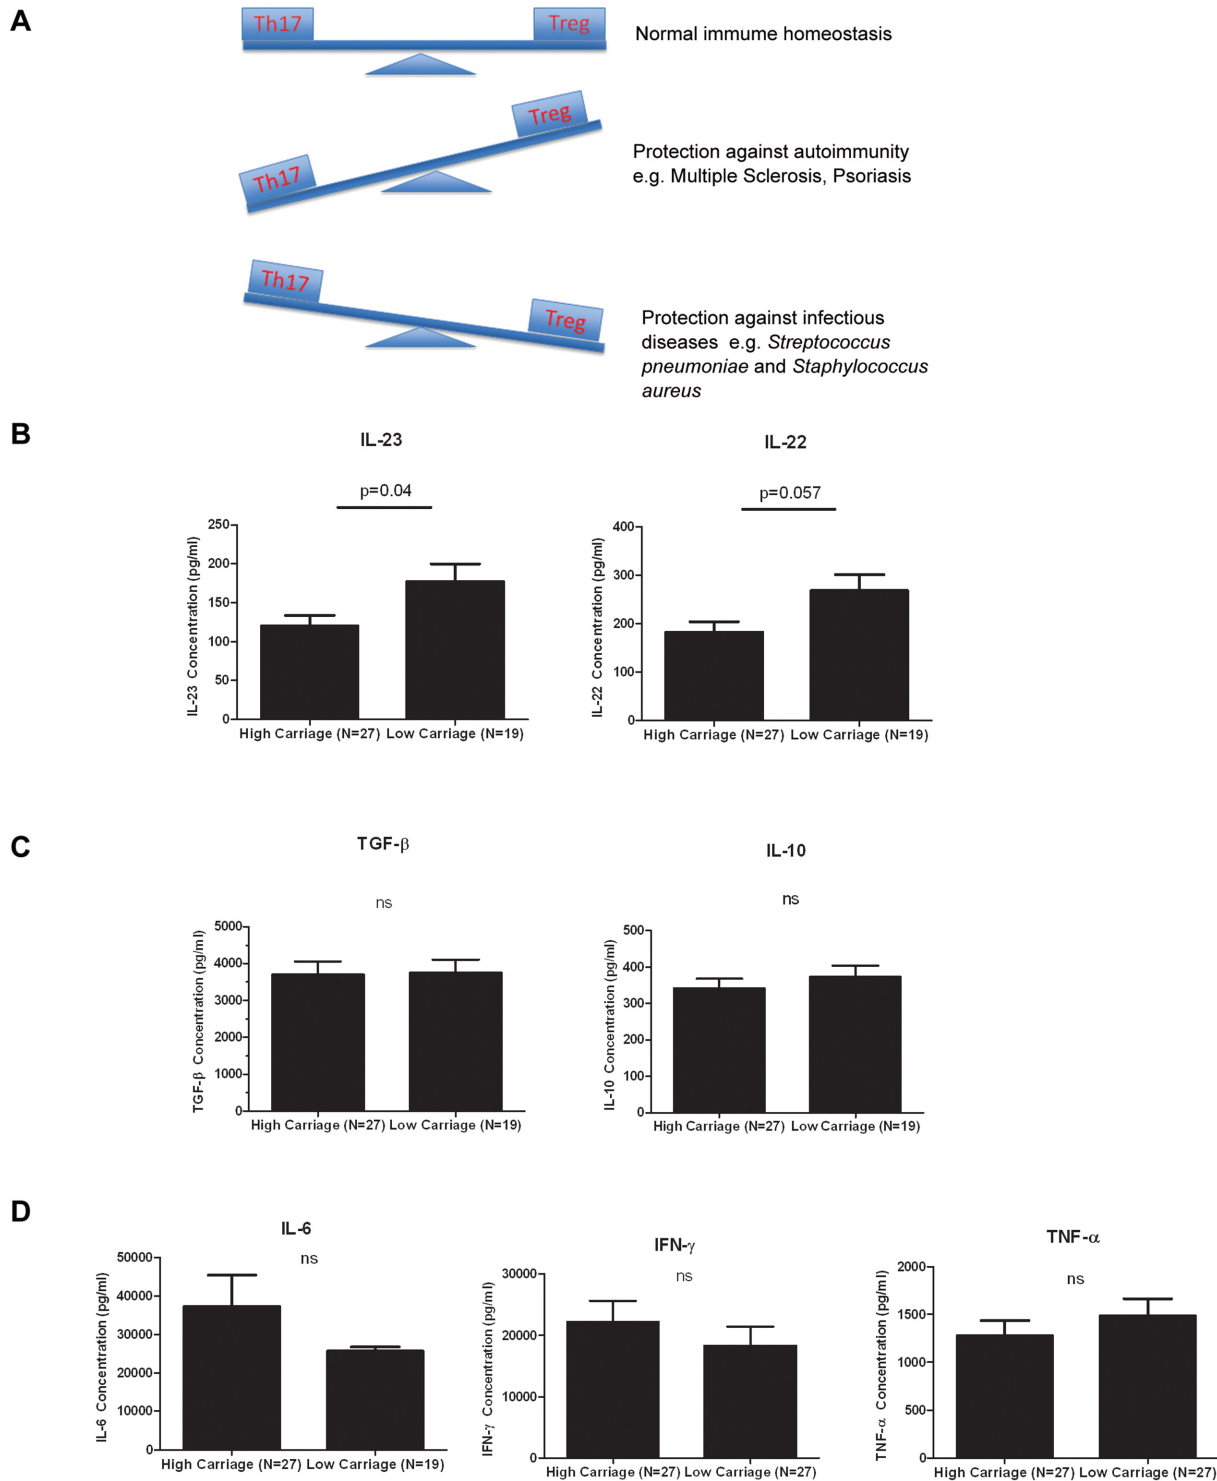 A
Th17
Treg
Normal immume homeostasis
Treg
Th17
Protection against autoimmunity
e.g. Multiple Sclerosis, Psoriasis
Th17
Treg
Protection against infectious
diseases e.g. Streptococcus
pneumoniae and Staphylococcus
aureus
B
IL-23
p=0.04
IL-23 Concentration (pg/ml)
250
200
150
100
50
0
High Carriage (N=27) Low Carriage (N=19)
IL-22
p=0.057
IL-22 Concentration (pg/ml)
400
300
200
100
0
High Carriage (N=27) Low Carriage (N=19)
C
TGF-β
ns
TGF-β Concentration (pg/ml)
5000
4000
3000
2000
1000
0
High Carriage (N=27) Low Carriage (N=19)
IL-10
ns
IL-10 Concentration (pg/ml)
500
400
300
200
100
0
High Carriage (N=27) Low Carriage (N=19)
D
IL-6
ns
IL-6 Concentration (pg/ml)
50000
40000
30000
20000
10000
0
High Carriage (N=27) Low Carriage (N=19)
IFN-γ
ns
IFN-γ Concentration (pg/ml)
30000
20000
10000
0
High Carriage (N=27) Low Carriage (N=27)
TNF-α
ns
TNF-α Concentration (pg/ml)
2000
1500
1000
500
0
High Carriage (N=27) Low Carriage (N=27)